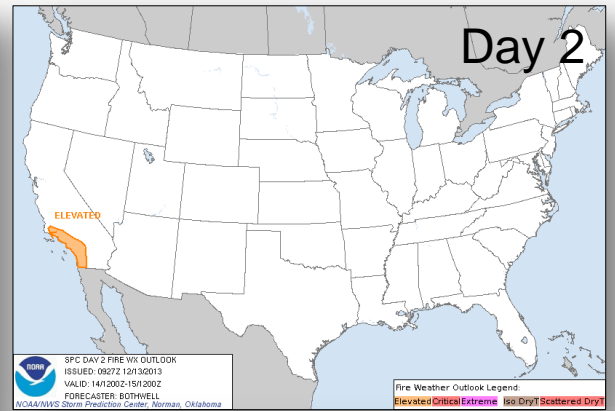 Day 2
ELEVATED
NOAA
SPC DAY 2 FIRE WX OUTLOOK
ISSUED: 0927Z 12/13/2013
VALID: 14/1200Z-15/1200Z
FORECASTER: BOTHWELL
NOAA/NWS Storm Prediction Center, Norman, Oklahoma
Fire Weather Outlook Legend:
Elevated Critical Extreme Iso DryT Scattered DryT